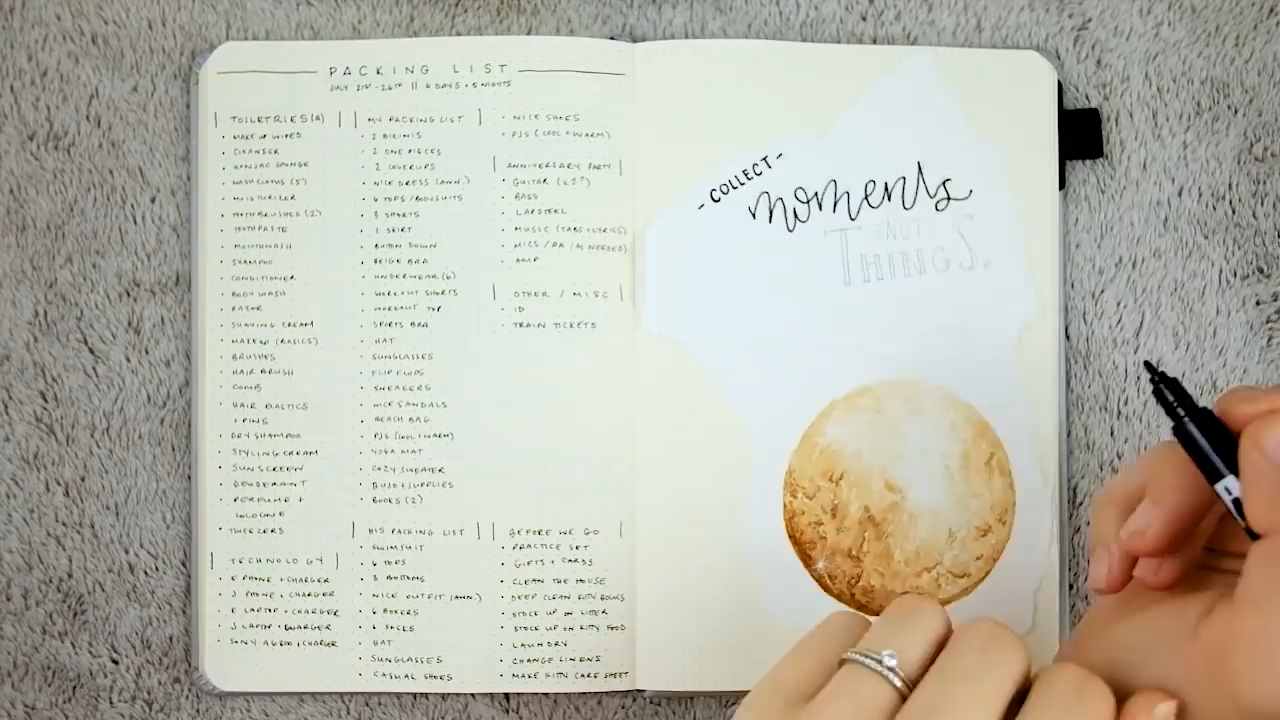 PACKING LIST
JULY 21ST - 26TH || 6 DAYS + 5 NIGHTS
TOILETRIES (A)
• MAKEUP WIPES
• CLEANSER
• KONJAC SPONGE
• WASHCLOTHS (5)
• MOISTURIZER
• TOOTHBRUSHES (2)
• TOOTHPASTE
• MOUTHWASH
• SHAMPOO
• CONDITIONER
• BODY WASH
• RAZOR
• SHAVING CREAM
• MAKEUP (BASICS)
• BRUSHES
• HAIR BRUSH
• COMB
• HAIR ELASTICS
+ PINS
• DRY SHAMPOO
• STYLING CREAM
• SUNSCREEN
• DEODERANT
• PERFUME +
COLOGNE
• TWEEZERS
TECHNOLOGY
• E PHONE + CHARGER
• J PHONE + CHARGER
• E LAPTOP + CHARGER
• J LAPTOP + CHARGER
• SONY A6500 + CHARGER
MY PACKING LIST
• 2 BIKINIS
• 2 ONE PIECES
• 2 COVERUPS
• NICE DRESS (ANN.)
• 6 TOPS / BODYSUITS
• 3 SHORTS
• 1 SKIRT
• BUTTON DOWN
• BEIGE BRA
• UNDERWEAR (6)
• WORKOUT SHORTS
• WORKOUT TOP
• SPORTS BRA
• HAT
• SUNGLASSES
• FLIP FLOPS
• SNEAKERS
• NICE SANDALS
• BEACH BAG
• PJS (COOL + WARM)
• YOGA MAT
• COZY SWEATER
• BUJO + SUPPLIES
• BOOKS (2)
HIS PACKING LIST
• SWIMSUIT
• 6 TOPS
• 3 BOTTOMS
• NICE OUTFIT (ANN.)
• 6 BOXERS
• 6 SOCKS
• HAT
• SUNGLASSES
• CASUAL SHOES
• NICE SHOES
• PJS (COOL + WARM)
ANNIVERSARY PARTY
• GUITAR (x2?)
• BASS
• LAPSTEEL
• MUSIC (TABS + LYRICS)
• MICS / PA (IF NEEDED)
• AMP
OTHER / MISC
• ID
• TRAIN TICKETS
BEFORE WE GO
• PRACTICE SET
• GIFTS + CARDS
• CLEAN THE HOUSE
• DEEP CLEAN KITTY BOWLS
• STOCK UP ON LITTER
• STOCK UP ON KITTY FOOD
• LAUNDRY
• CHANGE LINENS
• MAKE KITTY CARE SHEET
- COLLECT -
moments
NOT
THINGS.